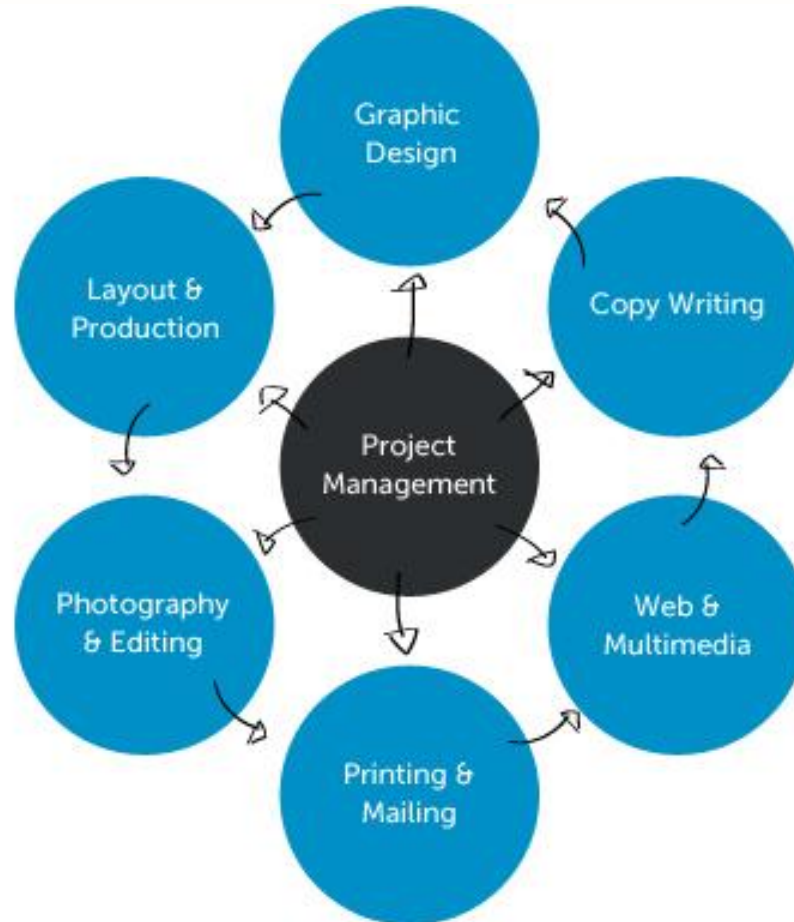 Graphic
Design
Layout &
Production
Copy Writing
Project
Management
Photography
& Editing
Web &
Multimedia
Printing &
Mailing